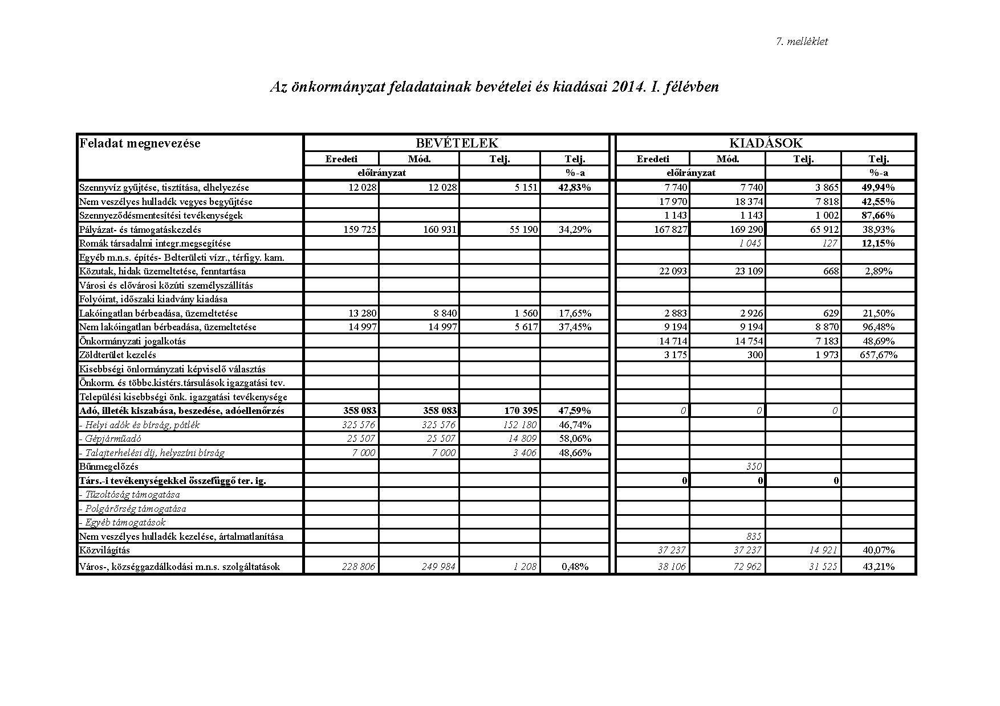 7. melléklet
Az önkormányzat feladatainak bevételei és kiadásai 2014. I. félévben
Feladat megnevezése BEVÉTELEK KIADÁSOK
Eredeti Mód. Telj. Telj. Eredeti Mód. Telj. Telj.
előirányzat %-a előirányzat %-a
Szennyvíz gyűjtése, tisztítása, elhelyezése 12 028 12 028 5 151 42,83% 7 740 7 740 3 865 49,94%
Nem veszélyes hulladék vegyes begyűjtése 17 970 18 374 7 818 42,55%
Szennyeződésmentesítési tevékenységek 1 143 1 143 1 002 87,66%
Pályázat- és támogatáskezelés 159 725 160 931 55 190 34,29% 167 827 169 290 65 912 38,93%
Romák társadalmi integr.megsegítése 1 045 127 12,15%
Egyéb m.n.s. építés- Belterületi vízr., térfigy. kam.
Közutak, hidak üzemeltetése, fenntartása 22 093 23 109 668 2,89%
Városi és elővárosi közúti személyszállítás
Folyóirat, időszaki kiadvány kiadása
Lakóingatlan bérbeadása, üzemeltetése 13 280 8 840 1 560 17,65% 2 883 2 926 629 21,50%
Nem lakóingatlan bérbeadása, üzemeltetése 14 997 14 997 5 617 37,45% 9 194 9 194 8 870 96,48%
Önkormányzati jogalkotás 14 714 14 754 7 183 48,69%
Zöldterület kezelés 3 175 300 1 973 657,67%
Kisebbségi önlormányzati képviselő választás
Önkorm. és többc.kistérs.társulások igazgatási tev.
Települési kisebbségi önk. igazgatási tevékenysége
Adó, illeték kiszabása, beszedése, adóellenőrzés 358 083 358 083 170 395 47,59% 0 0 0
- Helyi adók és bírság, pótlék 325 576 325 576 152 180 46,74%
- Gépjárműadó 25 507 25 507 14 809 58,06%
- Talajterhelési díj, helyszíni bírság 7 000 7 000 3 406 48,66%
Bűnmegelőzés 350
Társ.-i tevékenységekkel összefüggő ter. ig. 0 0 0
- Tűzoltóság támogatása
- Polgárőrség támogatása
- Egyéb támogatások
Nem veszélyes hulladék kezelése, ártalmatlanítása 835
Közvilágítás 37 237 37 237 14 921 40,07%
Város-, községgazdálkodási m.n.s. szolgáltatások 228 806 249 984 1 208 0,48% 38 106 72 962 31 525 43,21%